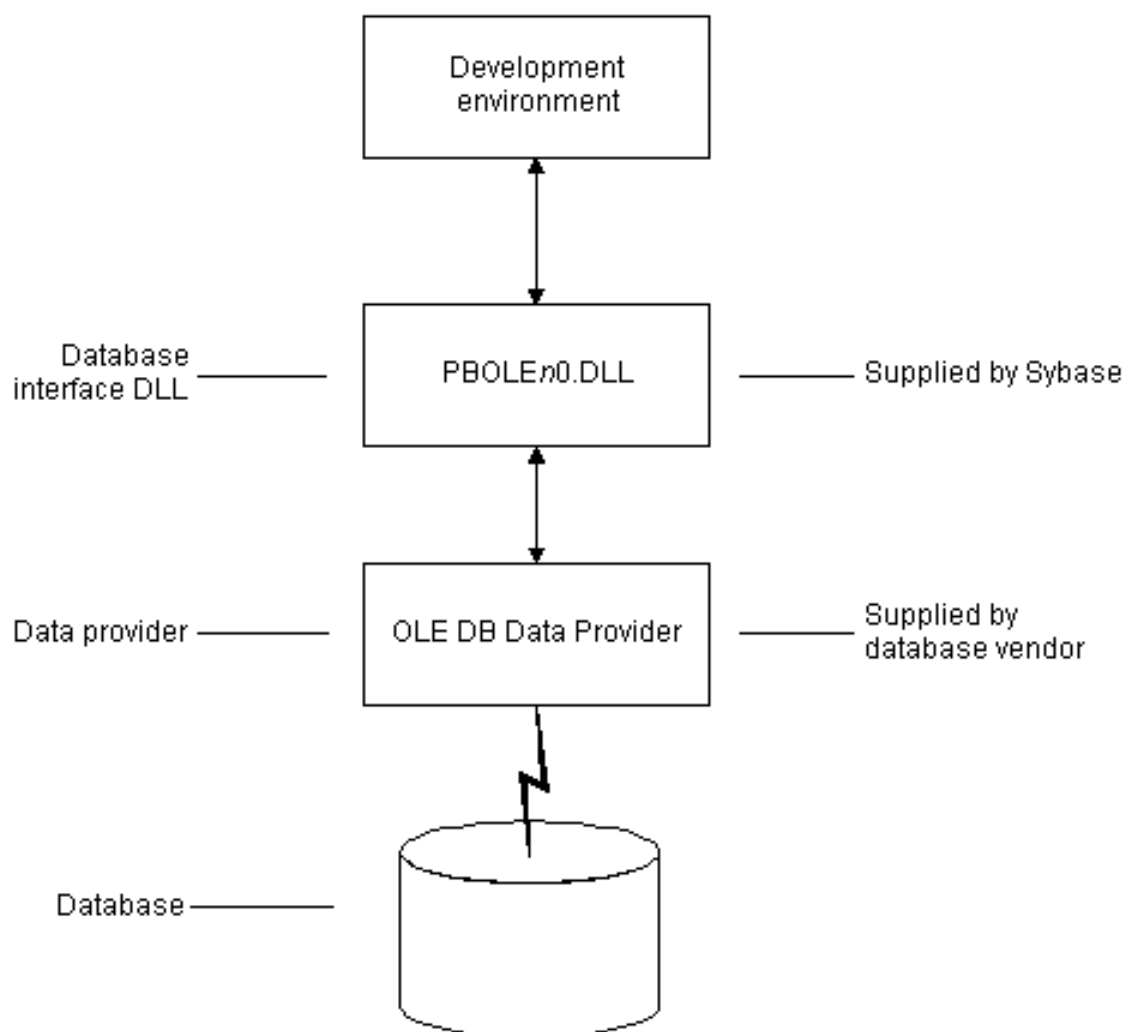 Development
environment
Database
interface DLL
PBOLEn0.DLL
Supplied by Sybase
Data provider
OLE DB Data Provider
Supplied by
database vendor
Database